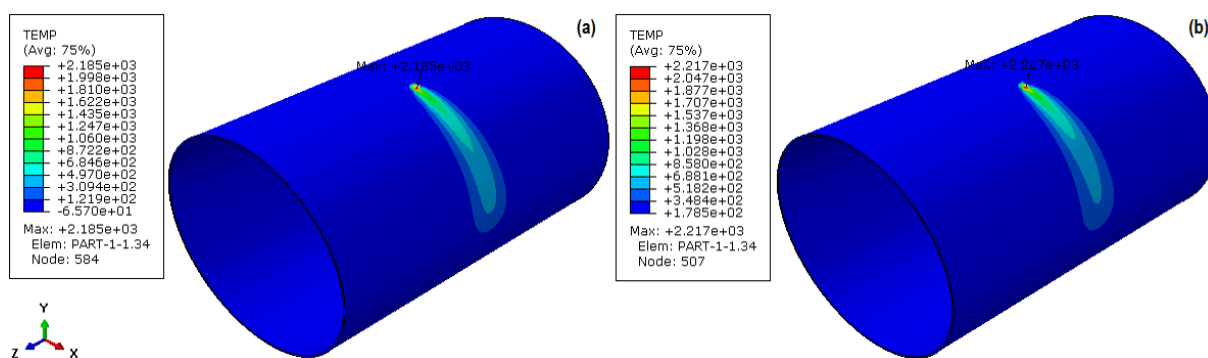 TEMP
(Avg: 75%)
+2.185e+03
+1.998e+03
+1.810e+03
+1.622e+03
+1.435e+03
+1.247e+03
+1.060e+03
+8.722e+02
+6.846e+02
+4.970e+02
+3.094e+02
+1.219e+02
-6.570e+01
Max: +2.185e+03
Elem: PART-1-1.34
Node: 584
Max: +2.185e+03
(a)
Y
Z
X
TEMP
(Avg: 75%)
+2.217e+03
+2.047e+03
+1.877e+03
+1.707e+03
+1.537e+03
+1.368e+03
+1.198e+03
+1.028e+03
+8.580e+02
+6.881e+02
+5.182e+02
+3.484e+02
+1.785e+02
Max: +2.217e+03
Elem: PART-1-1.34
Node: 507
Max: +2.217e+03
(b)